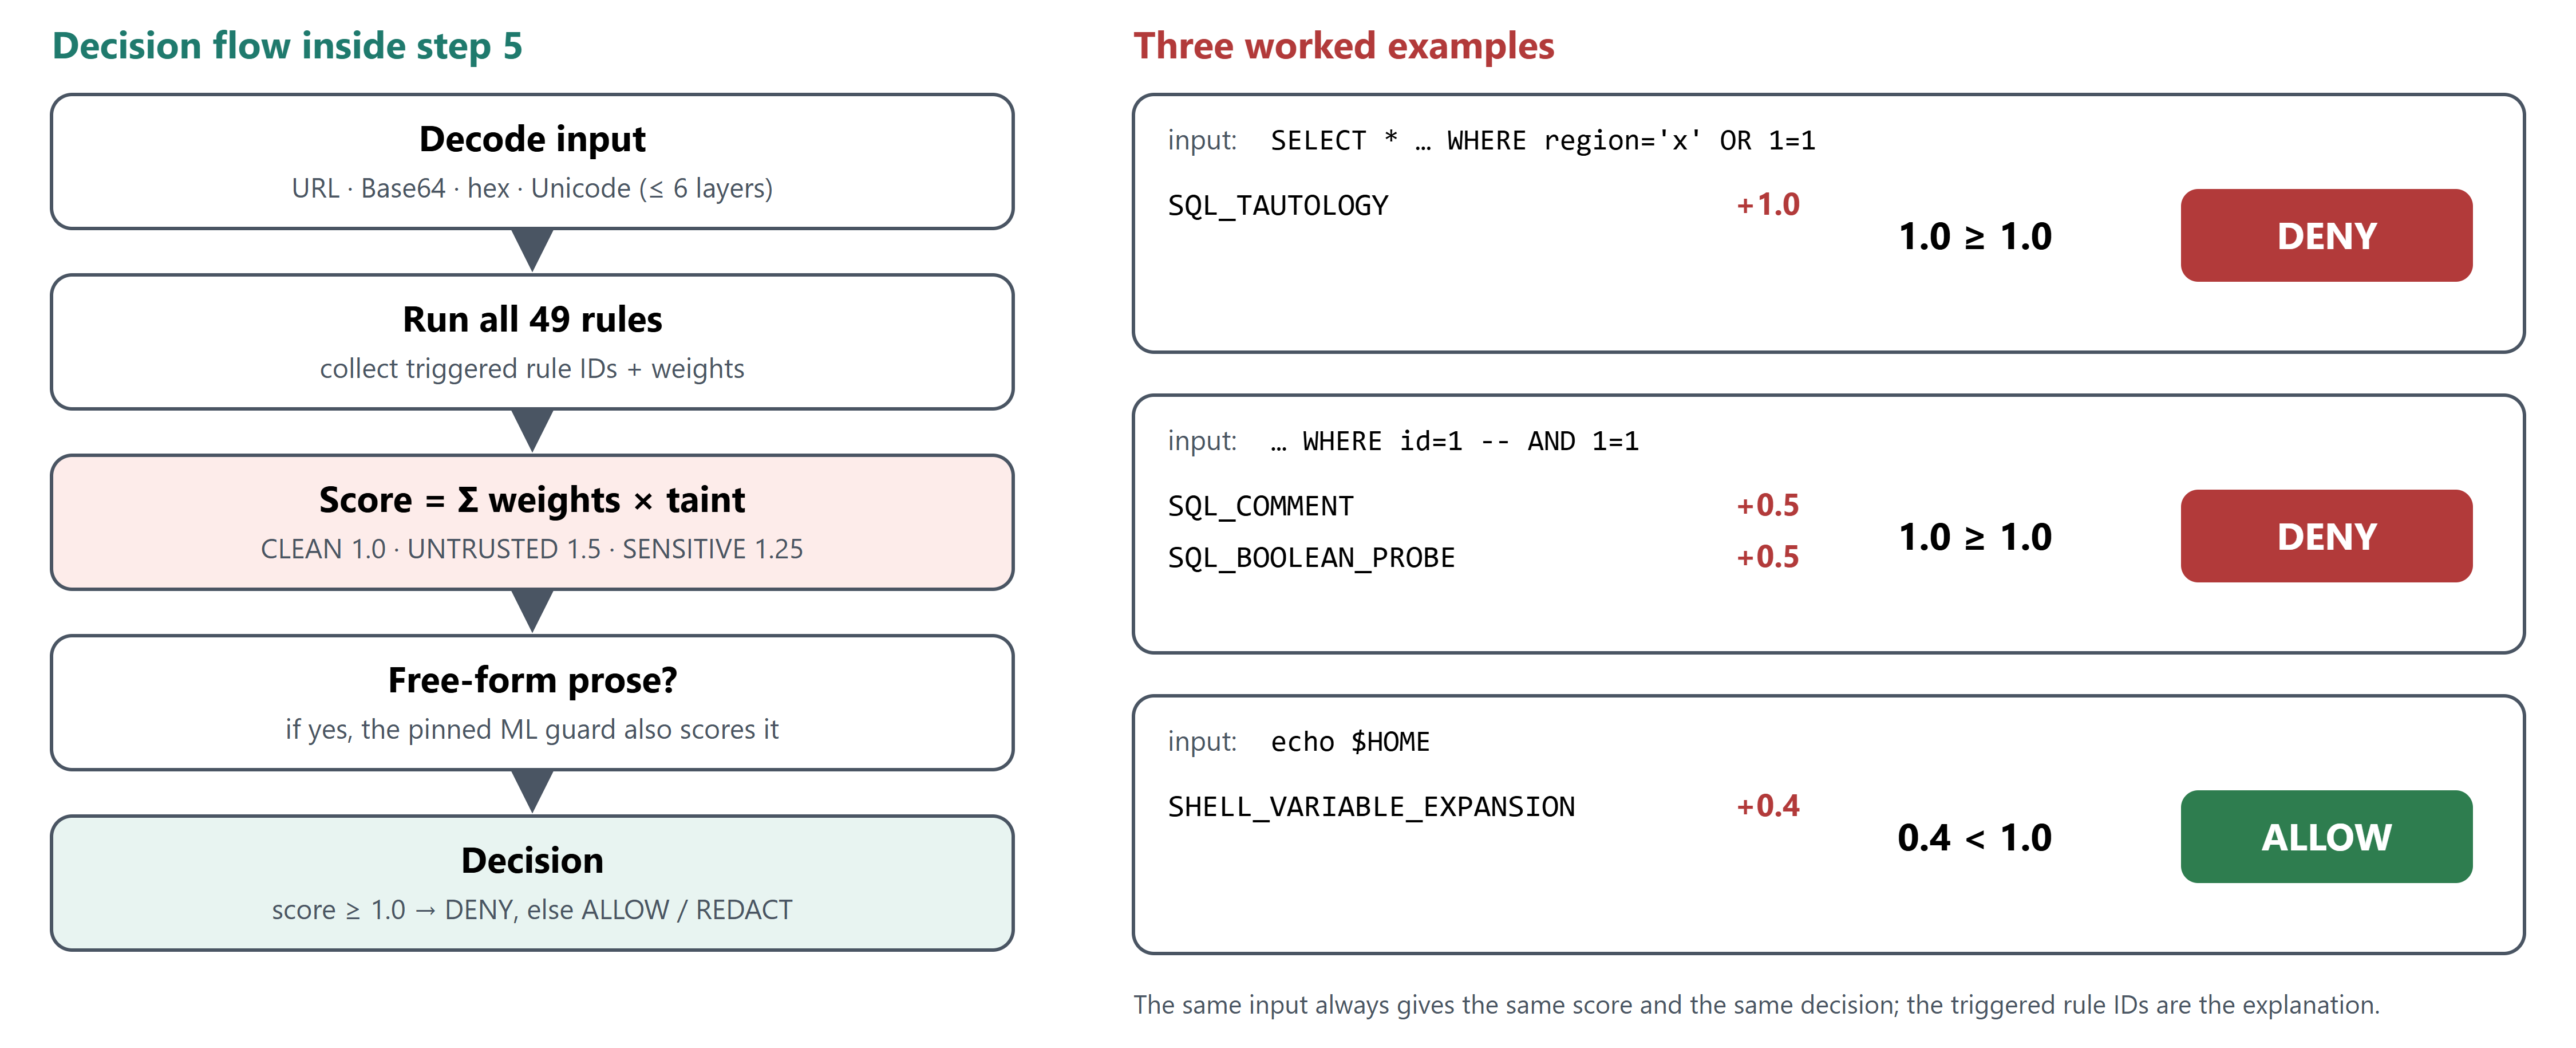 Decision flow inside step 5
Decode input
URL · Base64 · hex · Unicode (≤ 6 layers)
Run all 49 rules
collect triggered rule IDs + weights
Score = Σ weights × taint
CLEAN 1.0 · UNTRUSTED 1.5 · SENSITIVE 1.25
Free-form prose?
if yes, the pinned ML guard also scores it
Decision
score ≥ 1.0 → DENY, else ALLOW / REDACT
Three worked examples
input: SELECT * … WHERE region='x' OR 1=1
SQL_TAUTOLOGY +1.0
1.0 ≥ 1.0
DENY
input: … WHERE id=1 -- AND 1=1
SQL_COMMENT +0.5
SQL_BOOLEAN_PROBE +0.5
1.0 ≥ 1.0
DENY
input: echo $HOME
SHELL_VARIABLE_EXPANSION +0.4
0.4 < 1.0
ALLOW
The same input always gives the same score and the same decision; the triggered rule IDs are the explanation.